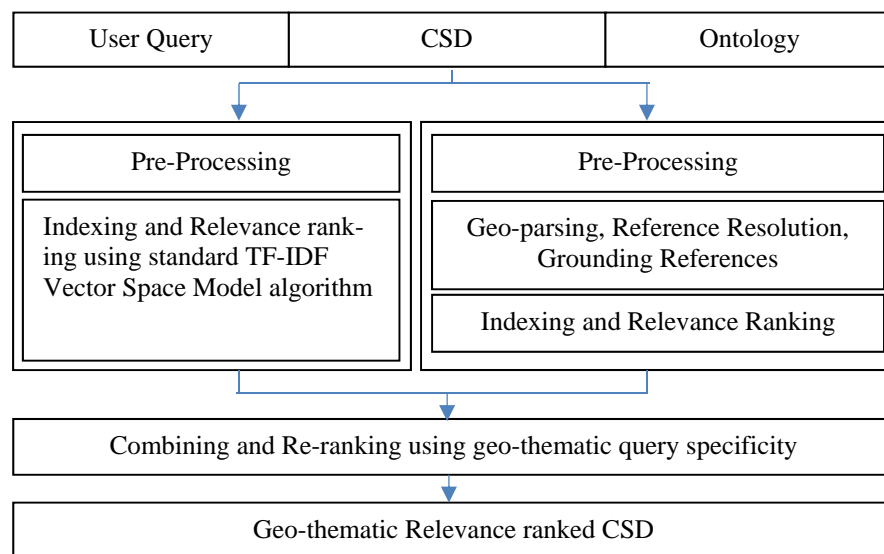 User Query
CSD
Ontology
Pre-Processing
Indexing and Relevance rank-
ing using standard TF-IDF
Vector Space Model algorithm
Pre-Processing
Geo-parsing, Reference Resolution,
Grounding References
Indexing and Relevance Ranking
Combining and Re-ranking using geo-thematic query specificity
Geo-thematic Relevance ranked CSD